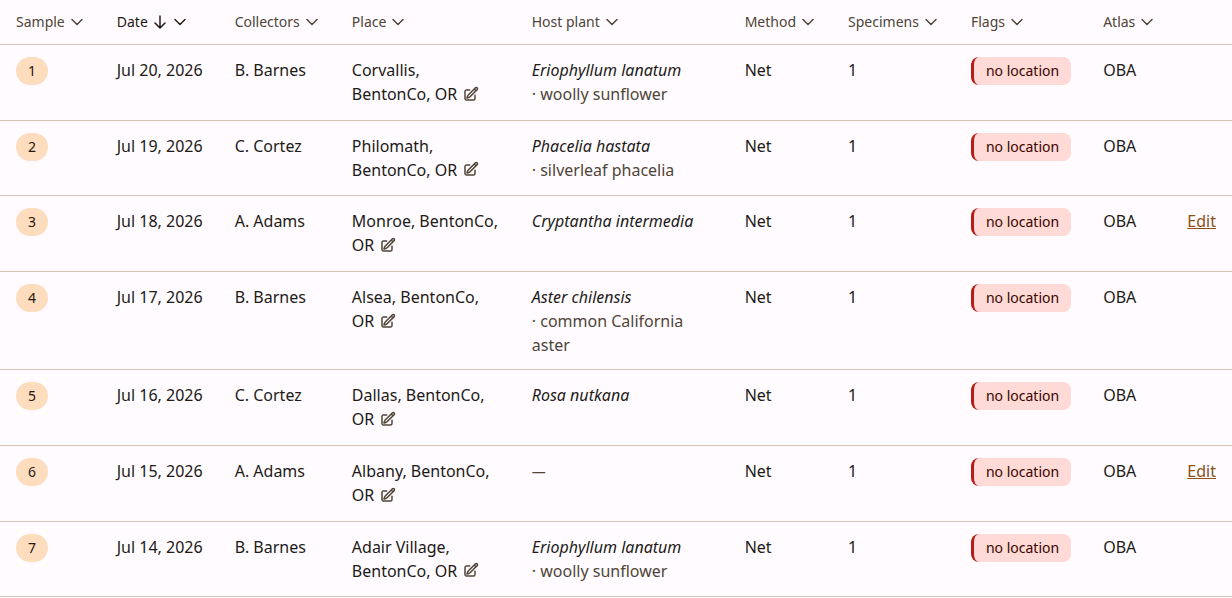 Sample Date Collectors Place Host plant Method Specimens Flags Atlas
1 Jul 20, 2026 B. Barnes Corvallis, Eriophyllum lanatum Net 1 no location OBA
BentonCo, OR · woolly sunflower
2 Jul 19, 2026 C. Cortez Philomath, Phacelia hastata Net 1 no location OBA
BentonCo, OR · silverleaf phacelia
3 Jul 18, 2026 A. Adams Monroe, BentonCo, Cryptantha intermedia Net 1 no location OBA Edit
OR
4 Jul 17, 2026 B. Barnes Alsea, BentonCo, Aster chilensis Net 1 no location OBA
OR · common California
aster
5 Jul 16, 2026 C. Cortez Dallas, BentonCo, Rosa nutkana Net 1 no location OBA
OR
6 Jul 15, 2026 A. Adams Albany, BentonCo, — Net 1 no location OBA Edit
OR
7 Jul 14, 2026 B. Barnes Adair Village, Eriophyllum lanatum Net 1 no location OBA
BentonCo, OR · woolly sunflower